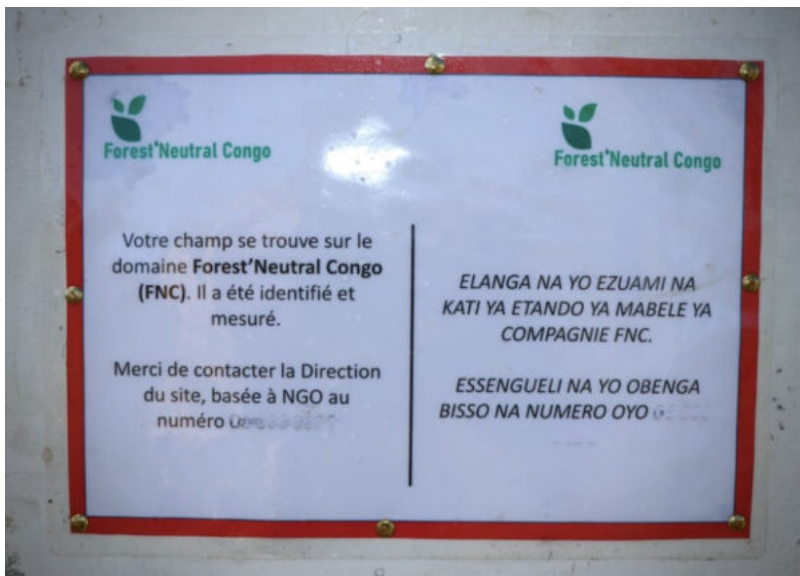 Forest'Neutral Congo
Votre champ se trouve sur le
domaine Forest'Neutral Congo
(FNC). Il a été identifié et
mesuré.
Merci de contacter la Direction
du site, basée à NGO au
numéro
Forest'Neutral Congo
ELANGA NA YO EZUAMI NA
KATI YA ETANDO YA MABELE YA
COMPAGNIE FNC.
ESSENGUELI NA YO OBENGA
BISSO NA NUMERO OYO